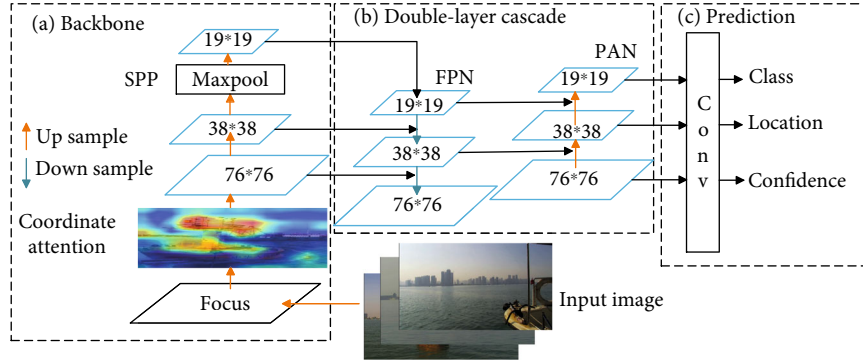 (a) Backbone
19*19
SPP
Maxpool
38*38
Up sample
Down sample
76*76
Coordinate
attention
Focus
(b) Double-layer cascade
FPN
19*19
38*38
76*76
PAN
19*19
38*38
76*76
Input image
(c) Prediction
Conv
Class
Location
Confidence